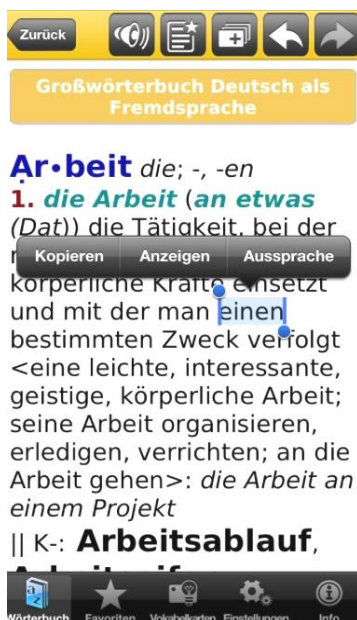 Zurück
Großwörterbuch Deutsch als
Fremdsprache
Ar•beit die; -, -en
1. die Arbeit (an etwas
(Dat)) die Tätigkeit, bei der
Kopieren Anzeigen Aussprache
körperliche Kräfte einsetzt
und mit der man einen
bestimmten Zweck verfolgt
<eine leichte, interessante,
geistige, körperliche Arbeit;
seine Arbeit organisieren,
erledigen, verrichten; an die
Arbeit gehen>: die Arbeit an
einem Projekt
|| K-: Arbeitsablauf,
Wörterbuch Favoriten Vokabelkarten Einstellungen Info